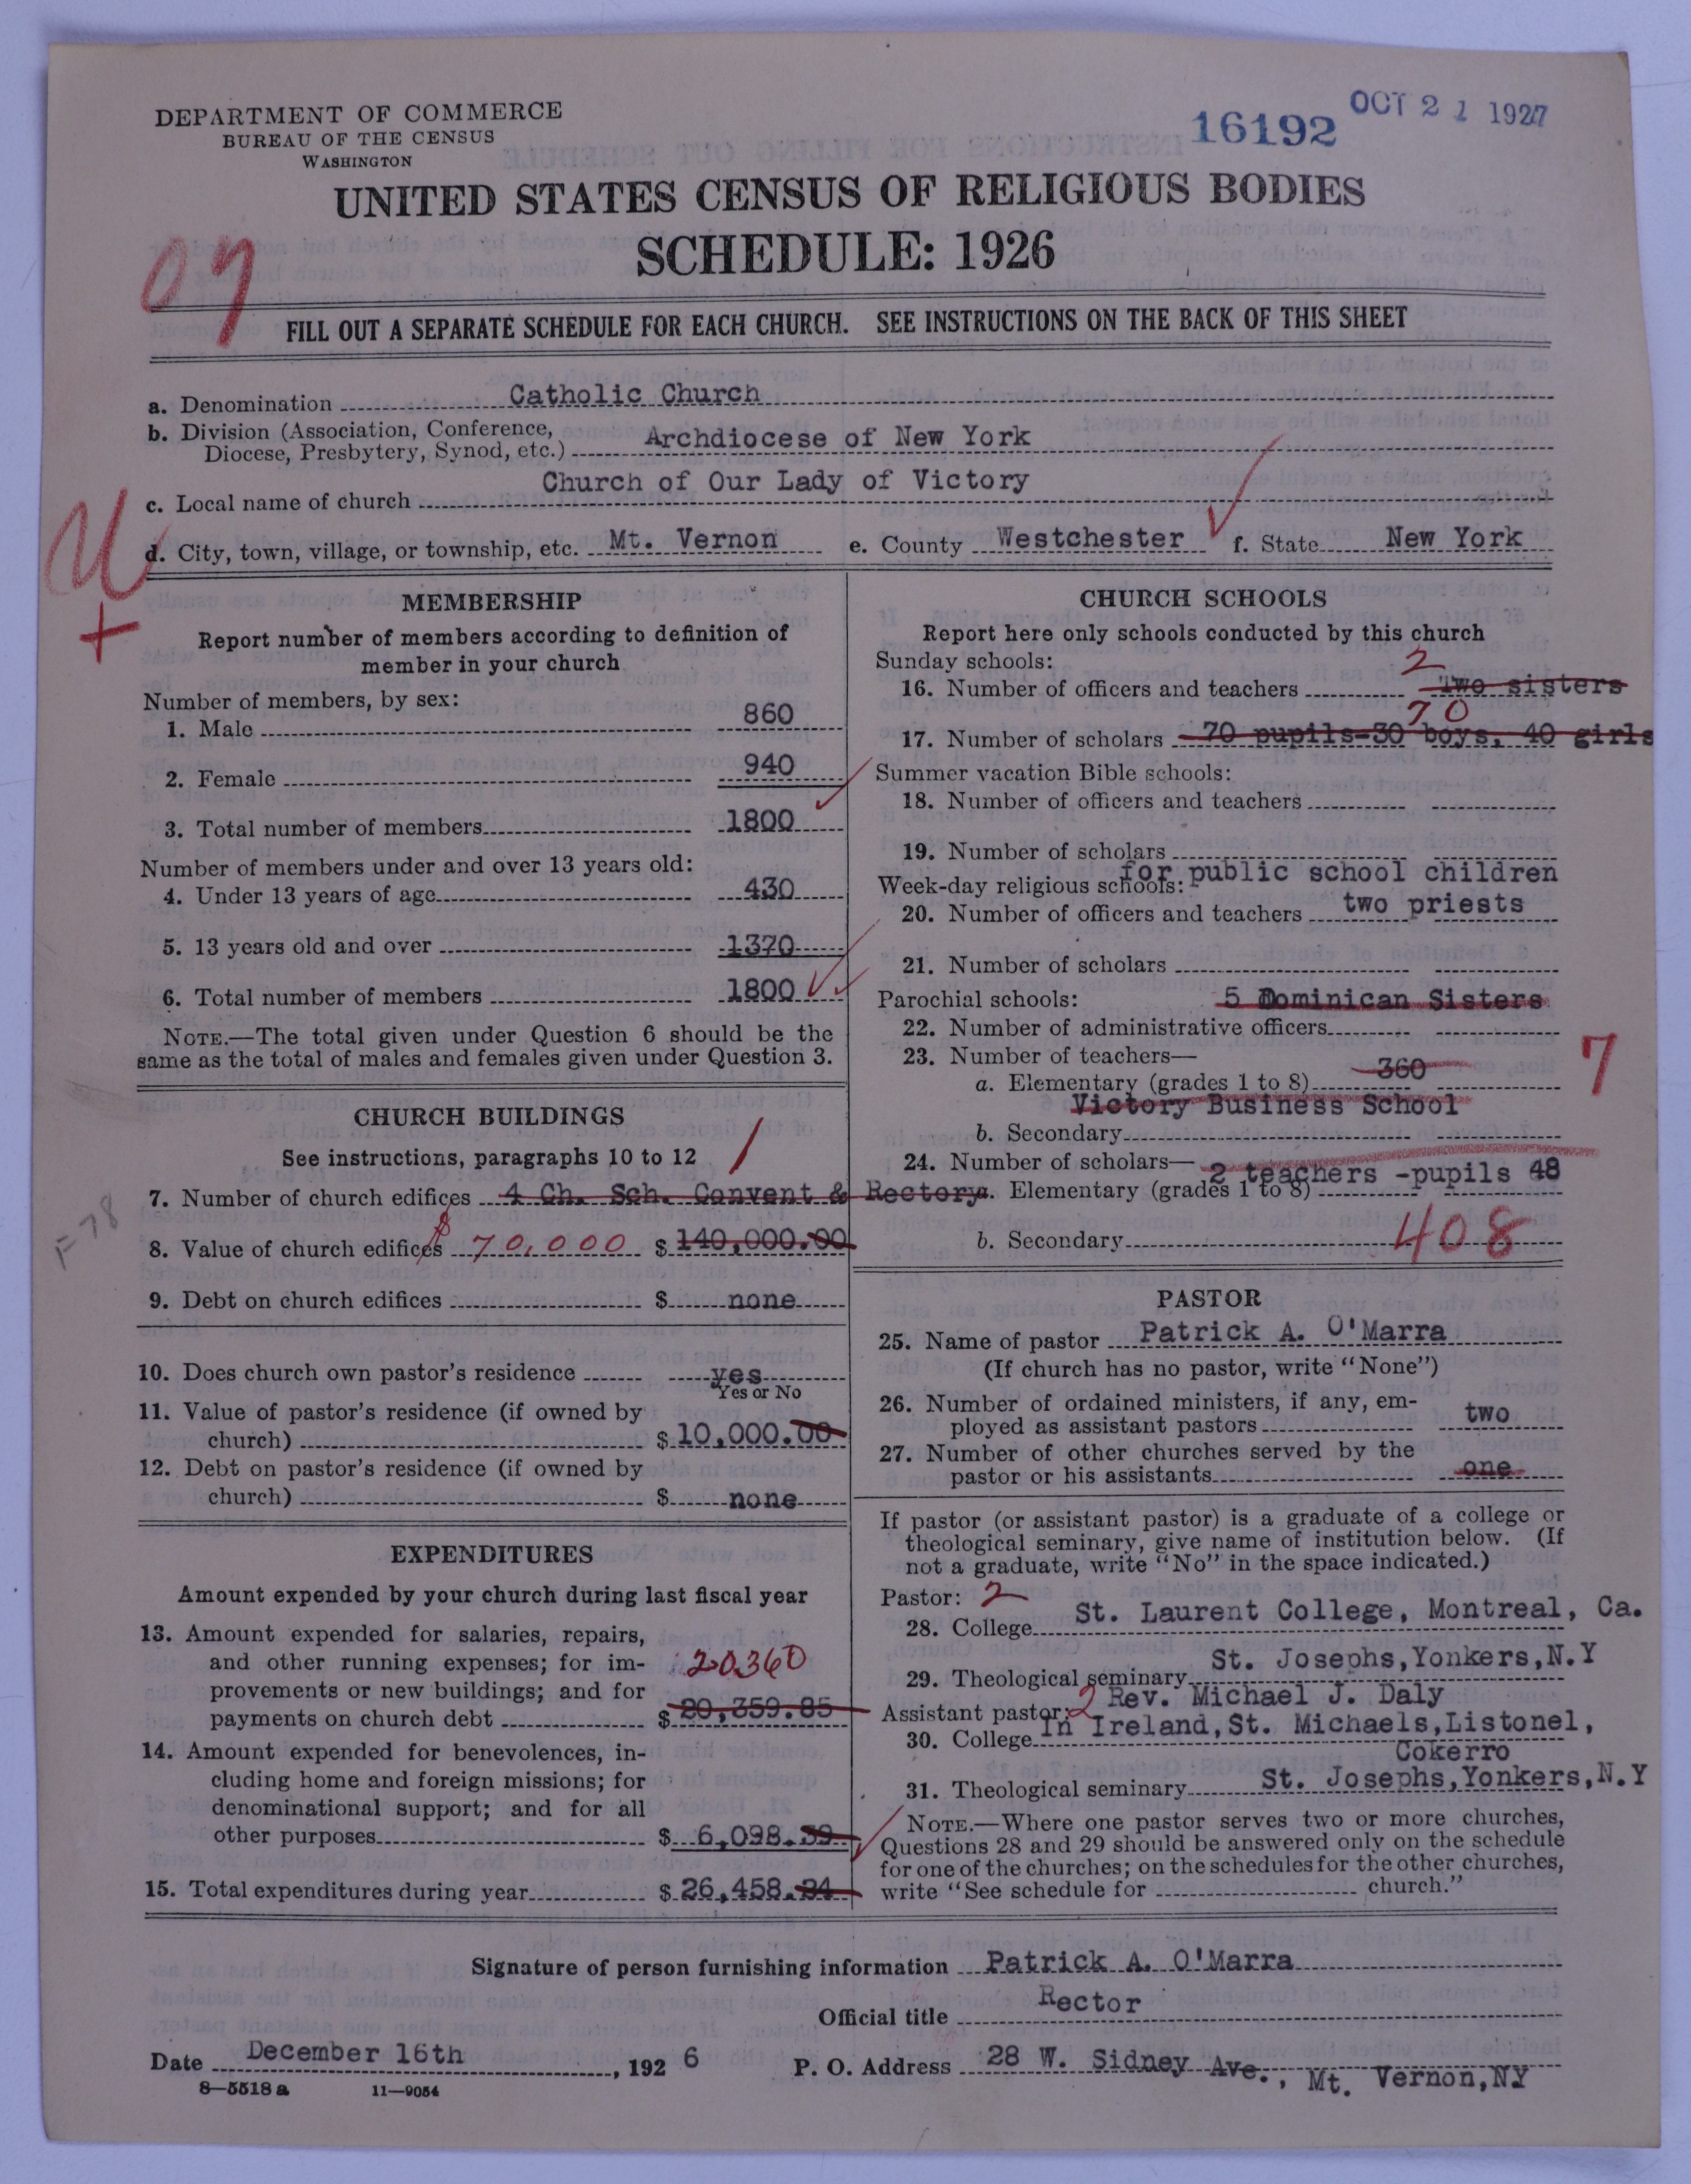 DEPARTMENT OF COMMERCE
BUREAU OF THE CENSUS
WASHINGTON
16192
OCT 21 1927
UNITED STATES CENSUS OF RELIGIOUS BODIES
SCHEDULE: 1926
07
FILL OUT A SEPARATE SCHEDULE FOR EACH CHURCH. SEE INSTRUCTIONS ON THE BACK OF THIS SHEET
a. Denomination Catholic Church
b. Division (Association, Conference,
Diocese, Presbytery, Synod, etc.) Archdiocese of New York
c. Local name of church Church of Our Lady of Victory
d. City, town, village, or township, etc. Mt. Vernon e. County Westchester f. State New York
U
+
MEMBERSHIP
Report number of members according to definition of
member in your church
Number of members, by sex:
1. Male 860
2. Female 940
3. Total number of members 1800
Number of members under and over 13 years old:
4. Under 13 years of age 430
5. 13 years old and over 1370
6. Total number of members 1800
NOTE.—The total given under Question 6 should be the
same as the total of males and females given under Question 3.
CHURCH BUILDINGS
See instructions, paragraphs 10 to 12
1
7. Number of church edifices 4 Ch. Sch. Convent & Rectory
8. Value of church edifices $70,000 $ 140,000.00
9. Debt on church edifices $ none
F-78
10. Does church own pastor's residence yes
Yes or No
11. Value of pastor's residence (if owned by
church) $ 10,000.00
12. Debt on pastor's residence (if owned by
church) $ none
EXPENDITURES
Amount expended by your church during last fiscal year
13. Amount expended for salaries, repairs,
and other running expenses; for im- 20360
provements or new buildings; and for
payments on church debt $ 20,359.85
14. Amount expended for benevolences, in-
cluding home and foreign missions; for
denominational support; and for all
other purposes $ 6,098.39
15. Total expenditures during year $ 26,458.24
CHURCH SCHOOLS
Report here only schools conducted by this church
Sunday schools: 2
16. Number of officers and teachers Two sisters
70
17. Number of scholars 70 pupils-30 boys, 40 girls
Summer vacation Bible schools:
18. Number of officers and teachers
19. Number of scholars
Week-day religious schools: for public school children
20. Number of officers and teachers two priests
21. Number of scholars
Parochial schools: 5 Dominican Sisters
22. Number of administrative officers
23. Number of teachers— 7
a. Elementary (grades 1 to 8) 360
Victory Business School
b. Secondary
24. Number of scholars— 2 teachers -pupils 48
a. Elementary (grades 1 to 8)
b. Secondary 408
PASTOR
25. Name of pastor Patrick A. O'Marra
(If church has no pastor, write "None")
26. Number of ordained ministers, if any, em-
ployed as assistant pastors two
27. Number of other churches served by the
pastor or his assistants one
If pastor (or assistant pastor) is a graduate of a college or
theological seminary, give name of institution below. (If
not a graduate, write "No" in the space indicated.)
Pastor: 2
28. College St. Laurent College, Montreal, Ca.
29. Theological seminary St. Josephs,Yonkers,N.Y
Assistant pastor: 2 Rev. Michael J. Daly
30. College In Ireland,St. Michaels,Listonel,
Cokerro
31. Theological seminary St. Josephs,Yonkers,N.Y
NOTE.—Where one pastor serves two or more churches,
Questions 28 and 29 should be answered only on the schedule
for one of the churches; on the schedules for the other churches,
write "See schedule for church."
Signature of person furnishing information Patrick A. O'Marra
Official title Rector
Date December 16th, 1926 P. O. Address 28 W. Sidney Ave., Mt. Vernon,NY
8—5518a 11—9054